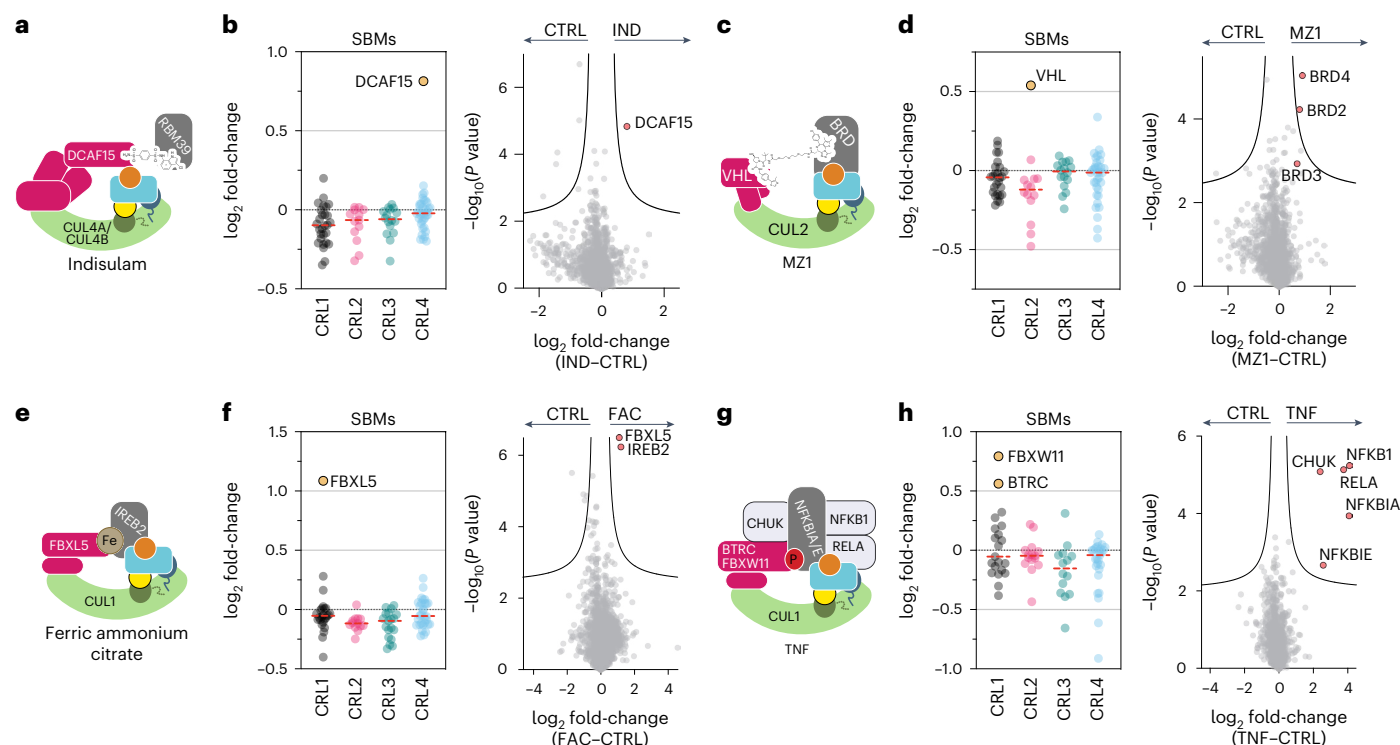 a
DCAF15
RBM39
CUL4A/
CUL4B
Indisulam
b
SBMs
log2 fold-change
1.0
0.5
0
−0.5
DCAF15
CRL1
CRL2
CRL3
CRL4
CTRL
IND
−log10(P value)
6
4
2
0
DCAF15
−2
0
2
log2 fold-change
(IND–CTRL)
c
VHL
BRD
CUL2
MZ1
d
SBMs
log2 fold-change
0.5
0
−0.5
VHL
CRL1
CRL2
CRL3
CRL4
CTRL
MZ1
−log10(P value)
4
2
0
BRD4
BRD2
BRD3
−2
0
2
log2 fold-change
(MZ1–CTRL)
e
FBXL5
Fe
IREB2
CUL1
Ferric ammonium
citrate
f
SBMs
log2 fold-change
1.5
1.0
0.5
0
−0.5
FBXL5
CRL1
CRL2
CRL3
CRL4
CTRL
FAC
−log10(P value)
6
4
2
0
FBXL5
IREB2
−4
−2
0
2
4
log2 fold-change
(FAC–CTRL)
g
CHUK
NFKBIA/E
NFKB1
RELA
BTRC
FBXW11
P
CUL1
TNF
h
SBMs
log2 fold-change
1.0
0.5
0
−0.5
−1.0
FBXW11
BTRC
CRL1
CRL2
CRL3
CRL4
CTRL
TNF
−log10(P value)
6
4
2
0
CHUK
NFKB1
RELA
NFKBIA
NFKBIE
−4
−2
0
2
4
log2 fold-change
(TNF–CTRL)